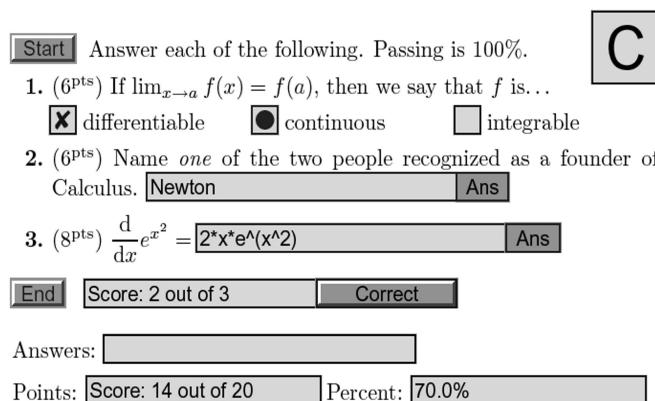 Start Answer each of the following. Passing is 100%. C
1. (6pts) If lim x→a f(x) = f(a), then we say that f is...
✘ differentiable ● continuous integrable
2. (6pts) Name one of the two people recognized as a founder of
Calculus. Newton Ans
3. (8pts) d/dx e^x^2 = 2*x*e^(x^2) Ans
End Score: 2 out of 3 Correct
Answers:
Points: Score: 14 out of 20 Percent: 70.0%